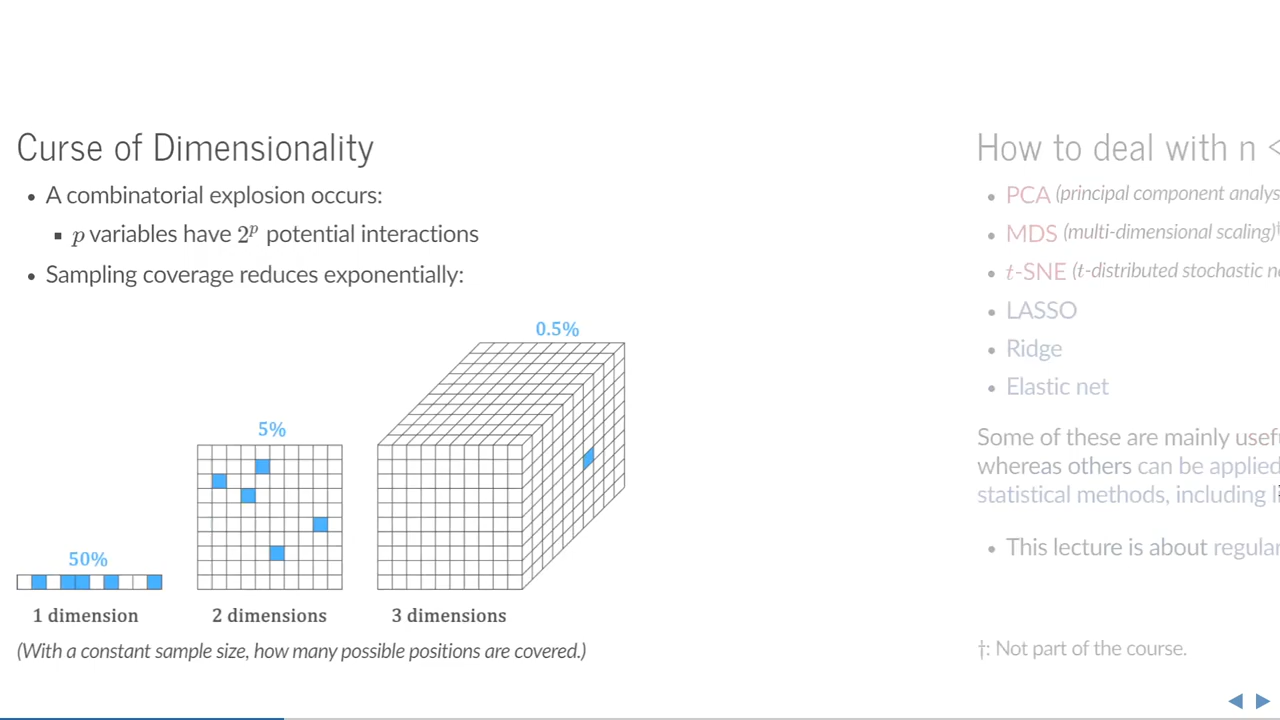 Curse of Dimensionality
• A combinatorial explosion occurs:
▪ p variables have 2^p potential interactions
• Sampling coverage reduces exponentially:
0.5%
5%
50%
1 dimension
2 dimensions
3 dimensions
(With a constant sample size, how many possible positions are covered.)
How to deal with n <
• PCA (principal component analys
• MDS (multi-dimensional scaling)†
• t-SNE (t-distributed stochastic n
• LASSO
• Ridge
• Elastic net
Some of these are mainly usef
whereas others can be applied
statistical methods, including
• This lecture is about regular
†: Not part of the course.